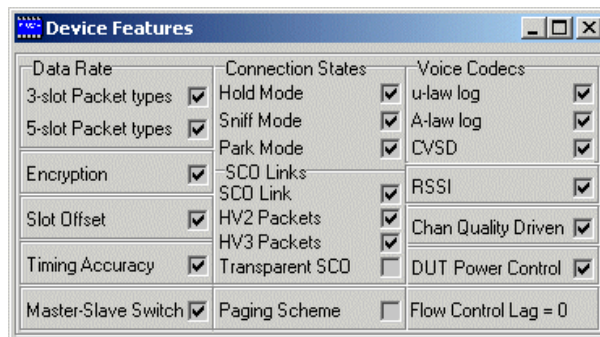 Device Features
Data Rate
3-slot Packet types
5-slot Packet types
Encryption
Slot Offset
Timing Accuracy
Master-Slave Switch
Connection States
Hold Mode
Sniff Mode
Park Mode
SCO Links
SCO Link
HV2 Packets
HV3 Packets
Transparent SCO
Paging Scheme
Voice Codecs
u-law log
A-law log
CVSD
RSSI
Chan Quality Driven
DUT Power Control
Flow Control Lag = 0